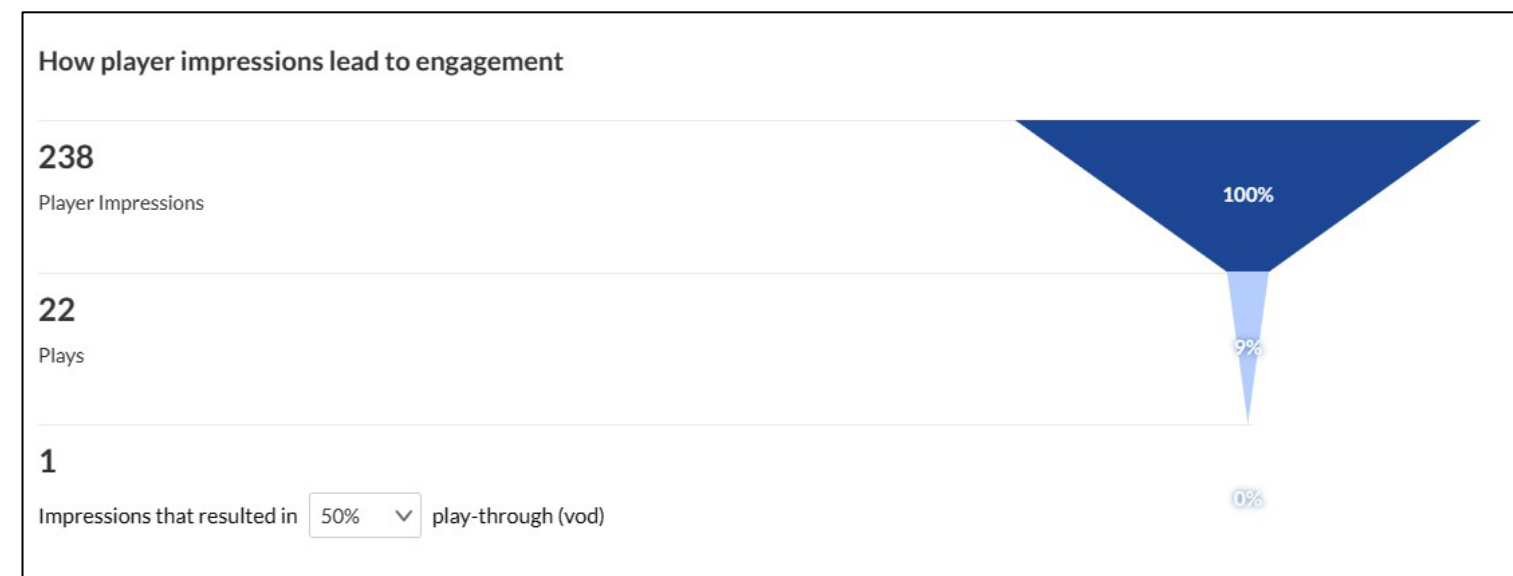 How player impressions lead to engagement
238
Player Impressions
100%
22
Plays
9%
1
Impressions that resulted in 50% play-through (vod)
0%